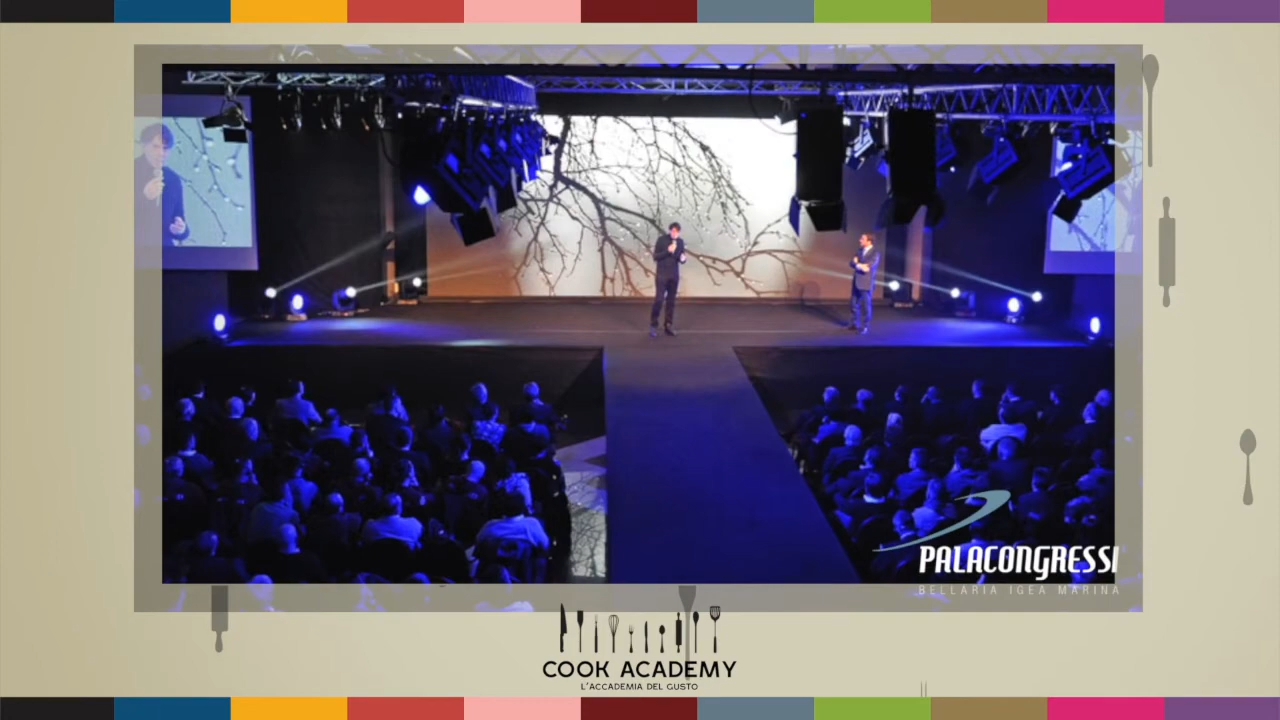 PALACONGRESSI
BELLARIA IGEA MARINA
COOK ACADEMY
L'ACCADEMIA DEL GUSTO